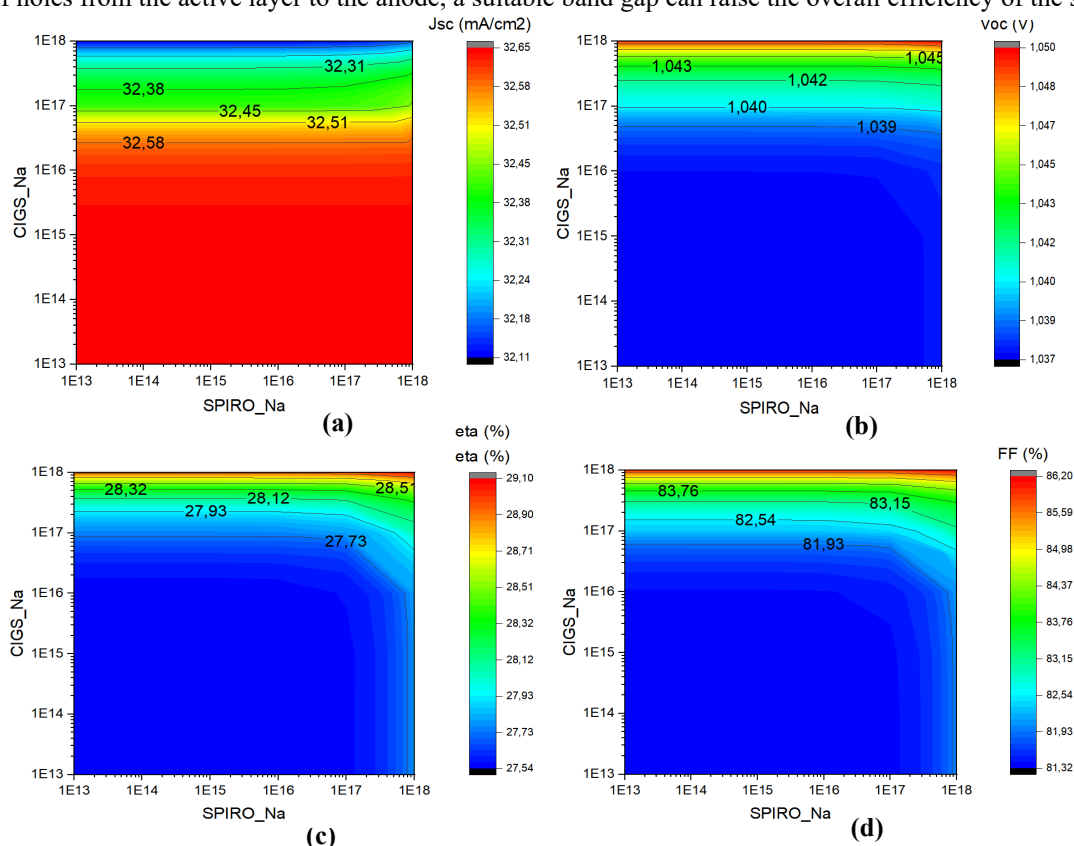 holes from the active layer to the anode, a suitable band gap can raise the overall efficiency of the s
Jsc (mA/cm2)
1E18
1E17
1E16
1E15
1E14
1E13
CIGS_Na
32,31
32,38
32,45
32,51
32,58
32,65
32,58
32,51
32,45
32,38
32,31
32,24
32,18
32,11
1E13 1E14 1E15 1E16 1E17 1E18
SPIRO_Na
(a)
Voc (V)
1E18
1E17
1E16
1E15
1E14
1E13
CIGS_Na
1,045
1,043
1,042
1,040
1,039
1,050
1,048
1,047
1,045
1,043
1,042
1,040
1,039
1,037
1E13 1E14 1E15 1E16 1E17 1E18
SPIRO_Na
(b)
eta (%)
eta (%)
1E18
1E17
1E16
1E15
1E14
1E13
CIGS_Na
28,32
28,12
28,51
27,93
27,73
29,10
28,90
28,71
28,51
28,32
28,12
27,93
27,73
27,54
1E13 1E14 1E15 1E16 1E17 1E18
SPIRO_Na
(c)
FF (%)
1E18
1E17
1E16
1E15
1E14
1E13
CIGS_Na
83,76
83,15
82,54
81,93
86,20
85,59
84,98
84,37
83,76
83,15
82,54
81,93
81,32
1E13 1E14 1E15 1E16 1E17 1E18
SPIRO_Na
(d)